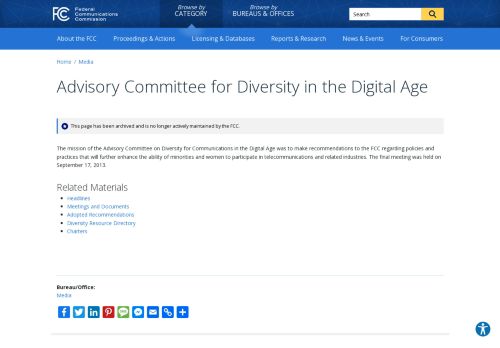 FCC Federal Communications Commission
Browse by CATEGORY
Browse by BUREAUS & OFFICES
Search
About the FCC
Proceedings & Actions
Licensing & Databases
Reports & Research
News & Events
For Consumers
Home / Media
Advisory Committee for Diversity in the Digital Age
This page has been archived and is no longer actively maintained by the FCC.
The mission of the Advisory Committee on Diversity for Communications in the Digital Age was to make recommendations to the FCC regarding policies and
practices that will further enhance the ability of minorities and women to participate in telecommunications and related industries. The final meeting was held on
September 17, 2013.
Related Materials
Headlines
Meetings and Documents
Adopted Recommendations
Diversity Resource Directory
Charters
Bureau/Office:
Media